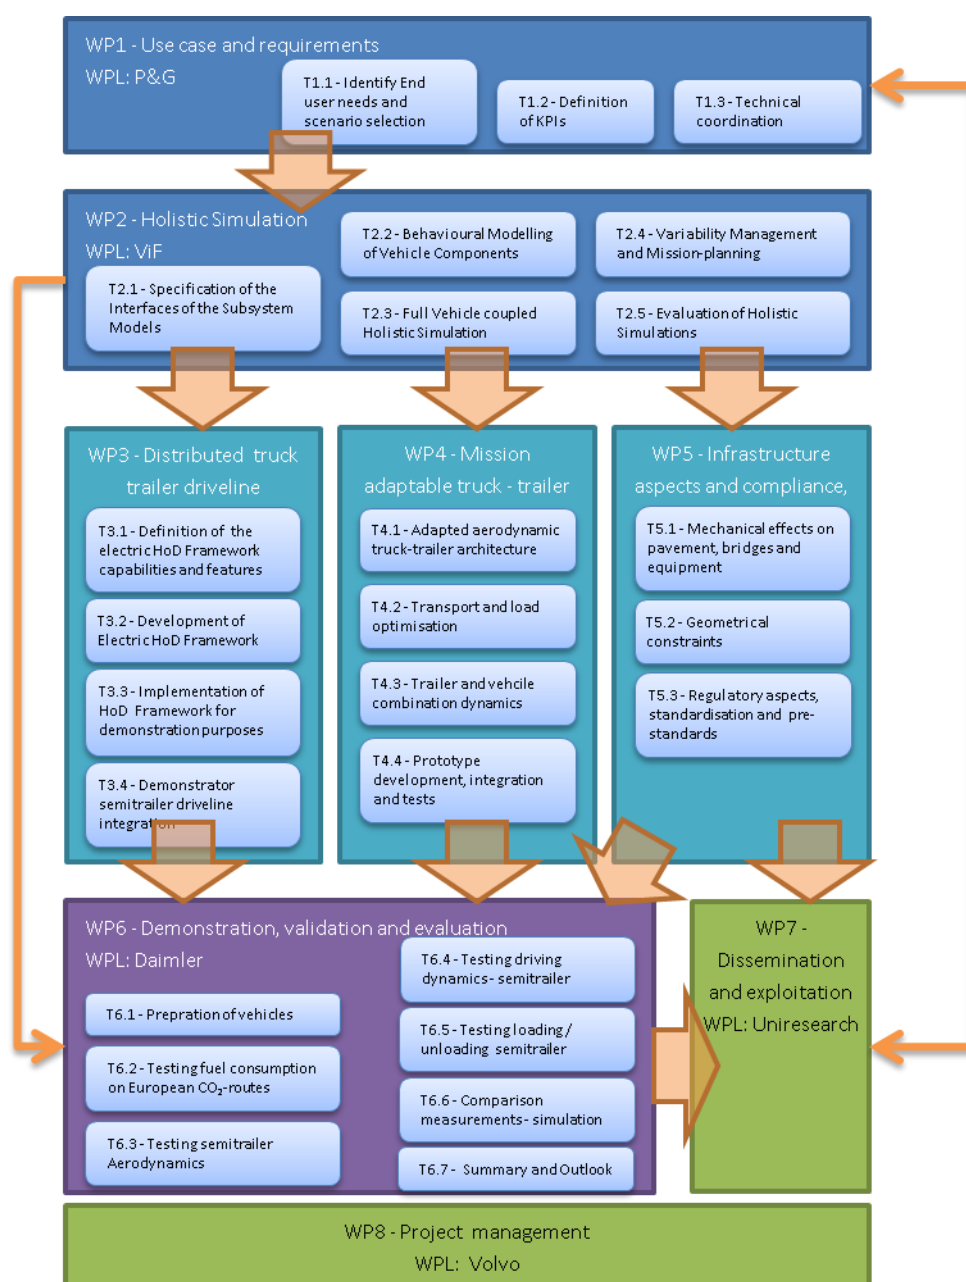 WP1 - Use case and requirements
WPL: P&G
T1.1 - Identify End
user needs and
scenario selection
T1.2 - Definition
of KPIs
T1.3 - Technical
coordination
WP2 - Holistic Simulation
WPL: ViF
T2.1 - Specification of the
Interfaces of the Subsystem
Models
T2.2 - Behavioural Modelling
of Vehicle Components
T2.3 - Full Vehicle coupled
Holistic Simulation
T2.4 - Variability Management
and Mission-planning
T2.5 - Evaluation of Holistic
Simulations
WP3 - Distributed truck
trailer driveline
T3.1 - Definition of the
electric HoD Framework
capabilities and features
T3.2 - Development of
Electric HoD Framework
T3.3 - Implementation of
HoD Framework for
demonstration purposes
T3.4 - Demonstrator
semitrailer driveline
integration
WP4 - Mission
adaptable truck - trailer
T4.1 - Adapted aerodynamic
truck-trailer architecture
T4.2 - Transport and load
optimisation
T4.3 - Trailer and vehcile
combination dynamics
T4.4 - Prototype
development, integration
and tests
WP5 - Infrastructure
aspects and compliance,
T5.1 - Mechanical effects on
pavement, bridges and
equipment
T5.2 - Geometrical
constraints
T5.3 - Regulatory aspects,
standardisation and pre-
standards
WP6 - Demonstration, validation and evaluation
WPL: Daimler
T6.1 - Prepration of vehicles
T6.2 - Testing fuel consumption
on European CO₂-routes
T6.3 - Testing semitrailer
Aerodynamics
T6.4 - Testing driving
dynamics- semitrailer
T6.5 - Testing loading /
unloading semitrailer
T6.6 - Comparison
measurements- simulation
T6.7 - Summary and Outlook
WP7 -
Dissemination
and exploitation
WPL: Uniresearch
WP8 - Project management
WPL: Volvo